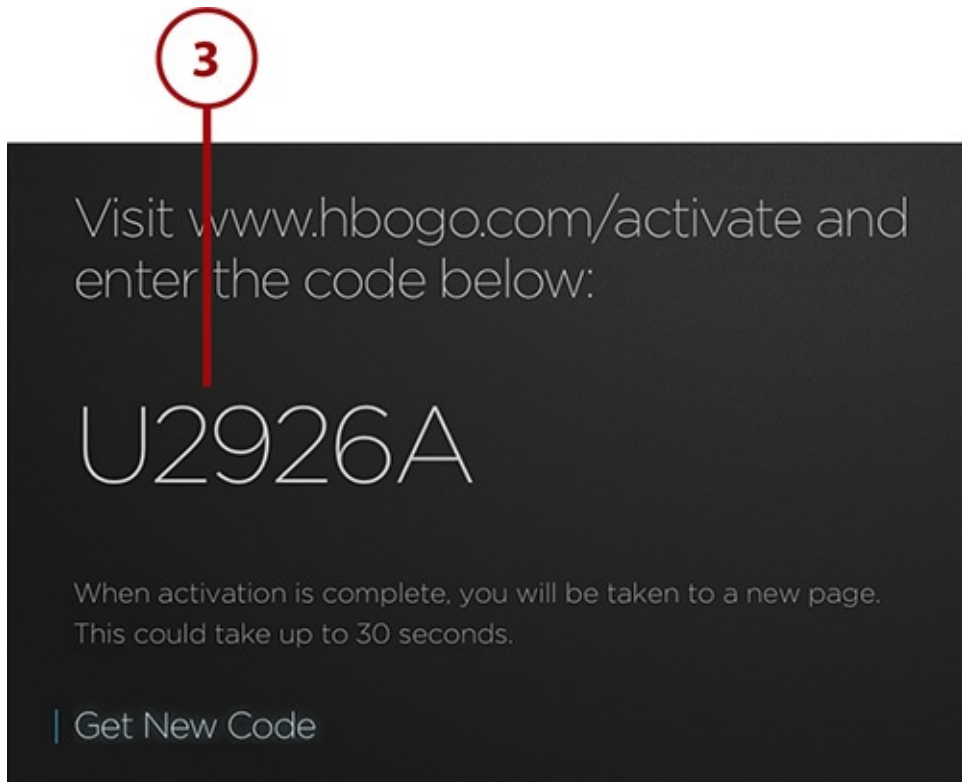 3
Visit www.hbogo.com/activate and
enter the code below:
U2926A
When activation is complete, you will be taken to a new page.
This could take up to 30 seconds.
Get New Code